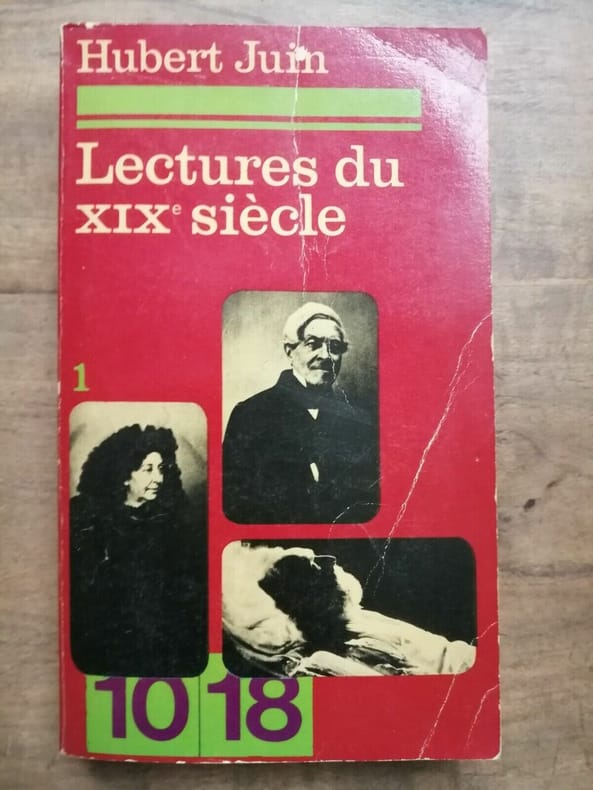 Hubert Juin
Lectures du
XIXe siècle
1
10 18